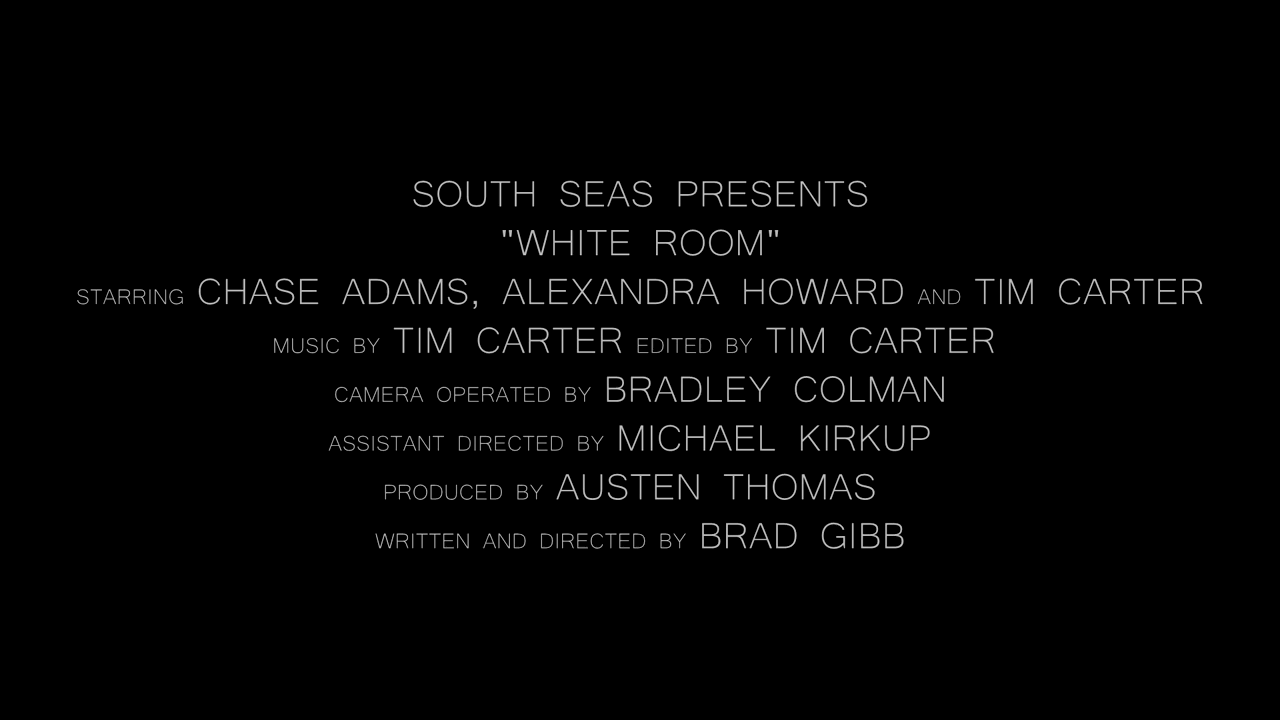 SOUTH SEAS PRESENTS
"WHITE ROOM"
STARRING CHASE ADAMS, ALEXANDRA HOWARD AND TIM CARTER
MUSIC BY TIM CARTER EDITED BY TIM CARTER
CAMERA OPERATED BY BRADLEY COLMAN
ASSISTANT DIRECTED BY MICHAEL KIRKUP
PRODUCED BY AUSTEN THOMAS
WRITTEN AND DIRECTED BY BRAD GIBB